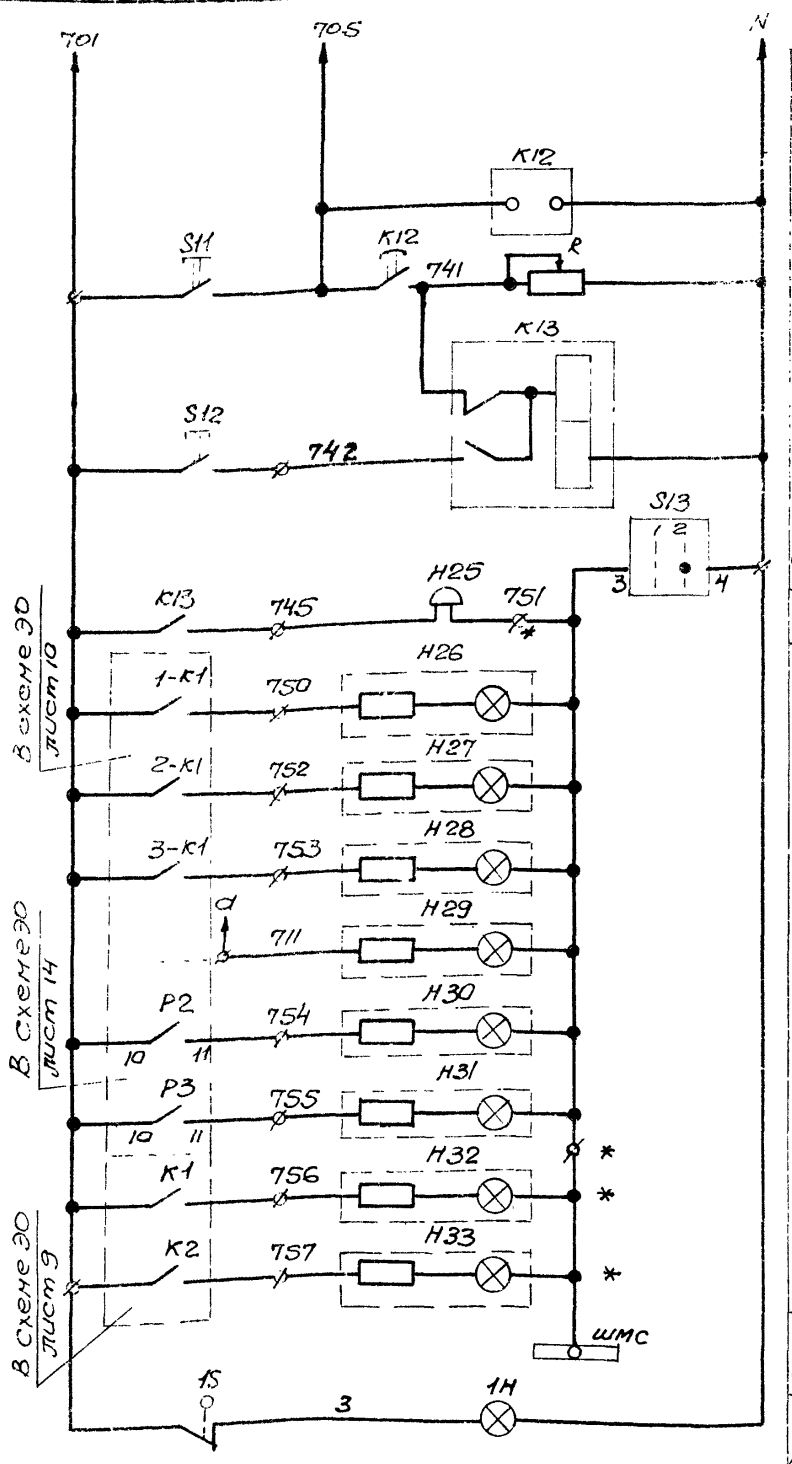 701
705
N
K12
S11
K12
741
R
K13
S12
742
S13
1 2
3
4
K13
745
H25
751
*
В схеме ЭО
лист 10
1-K1
750
H26
2-K1
752
H27
3-K1
753
H28
а
711
H29
В схеме ЭО
лист 14
P2
10
11
754
H30
P3
10
11
755
H31
*
K1
756
H32
*
В схеме ЭО
лист 9
K2
757
H33
*
ШМС
1S
3
1H